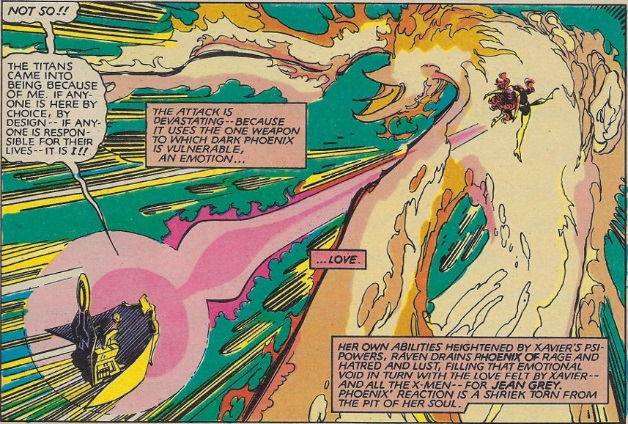 NOT SO!!
THE TITANS
CAME INTO
BEING BECAUSE
OF ME. IF ANY-
ONE IS HERE BY
CHOICE, BY
DESIGN-- IF ANY-
ONE IS RESPON-
SIBLE FOR THEIR
LIVES--IT IS I!!
THE ATTACK IS
DEVASTATING--BECAUSE
IT USES THE ONE WEAPON
TO WHICH DARK PHOENIX
IS VULNERABLE,
AN EMOTION...
...LOVE.
HER OWN ABILITIES HEIGHTENED BY XAVIER'S PSI-
POWERS, RAVEN DRAINS PHOENIX OF RAGE AND
HATRED AND LUST, FILLING THAT EMOTIONAL
VOID IN TURN WITH THE LOVE FELT BY XAVIER--
AND ALL THE X-MEN--FOR JEAN GREY.
PHOENIX' REACTION IS A SHRIEK TORN FROM
THE PIT OF HER SOUL.